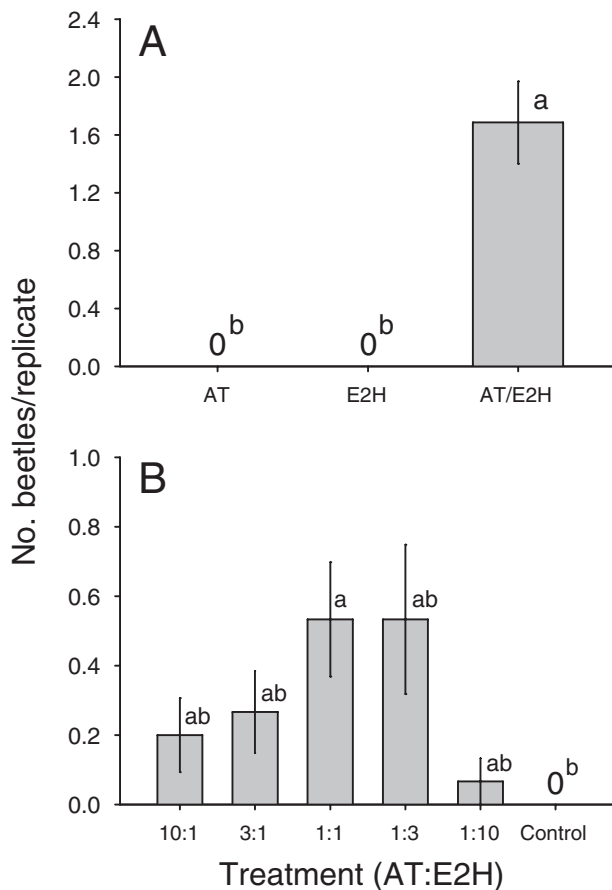 A
2.4
2.0
1.6
1.2
0.8
0.4
0.0
a
0b
0b
AT E2H AT/E2H
No. beetles/replicate
B
1.0
0.8
0.6
0.4
0.2
0.0
ab
ab
a
ab
ab
0b
10:1 3:1 1:1 1:3 1:10 Control
Treatment (AT:E2H)